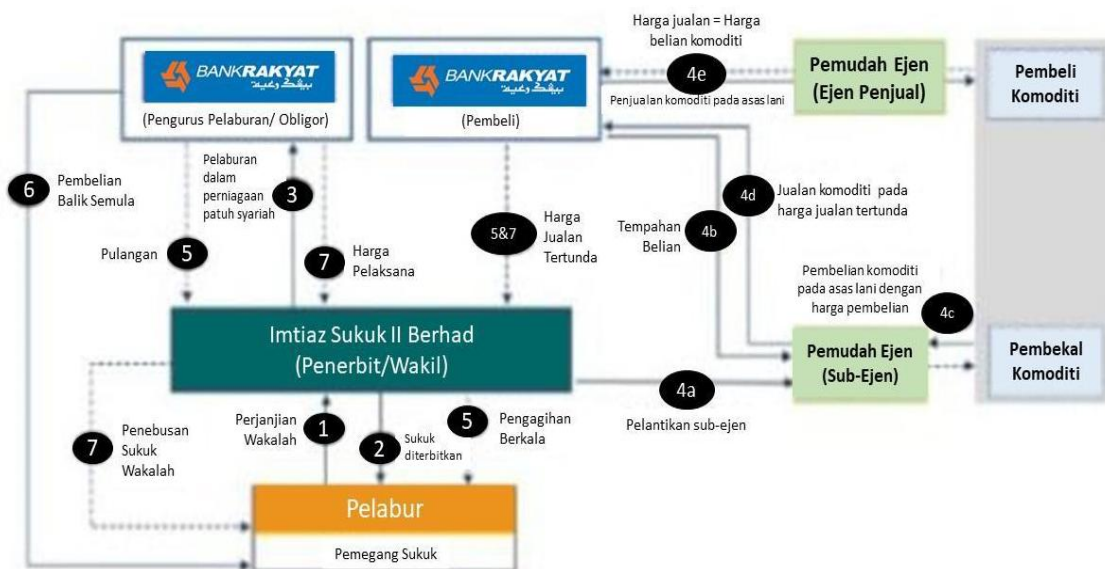 BANKRAKYAT
بيڠک رعية
(Pengurus Pelaburan/ Obligor)
BANKRAKYAT
بيڠک رعية
(Pembeli)
Harga jualan = Harga
belian komoditi
4e
Penjualan komoditi pada asas lani
Pemudah Ejen
(Ejen Penjual)
Pembeli
Komoditi
6
Pembelian
Balik Semula
Pulangan
5
Pelaburan
dalam
perniagaan
patuh syariah
3
7
Harga
Pelaksana
5&7
Harga
Jualan
Tertunda
Tempahan
Belian
4b
4d
Jualan komoditi pada
harga jualan tertunda
Pembelian komoditi
pada asas lani dengan
harga pembelian
4c
Imtiaz Sukuk II Berhad
(Penerbit/Wakil)
Pemudah Ejen
(Sub-Ejen)
Pembekal
Komoditi
4a
Pelantikan sub-ejen
7
Penebusan
Sukuk
Wakalah
Perjanjian
Wakalah
1
2
Sukuk
diterbitkan
5
Pengagihan
Berkala
Pelabur
Pemegang Sukuk